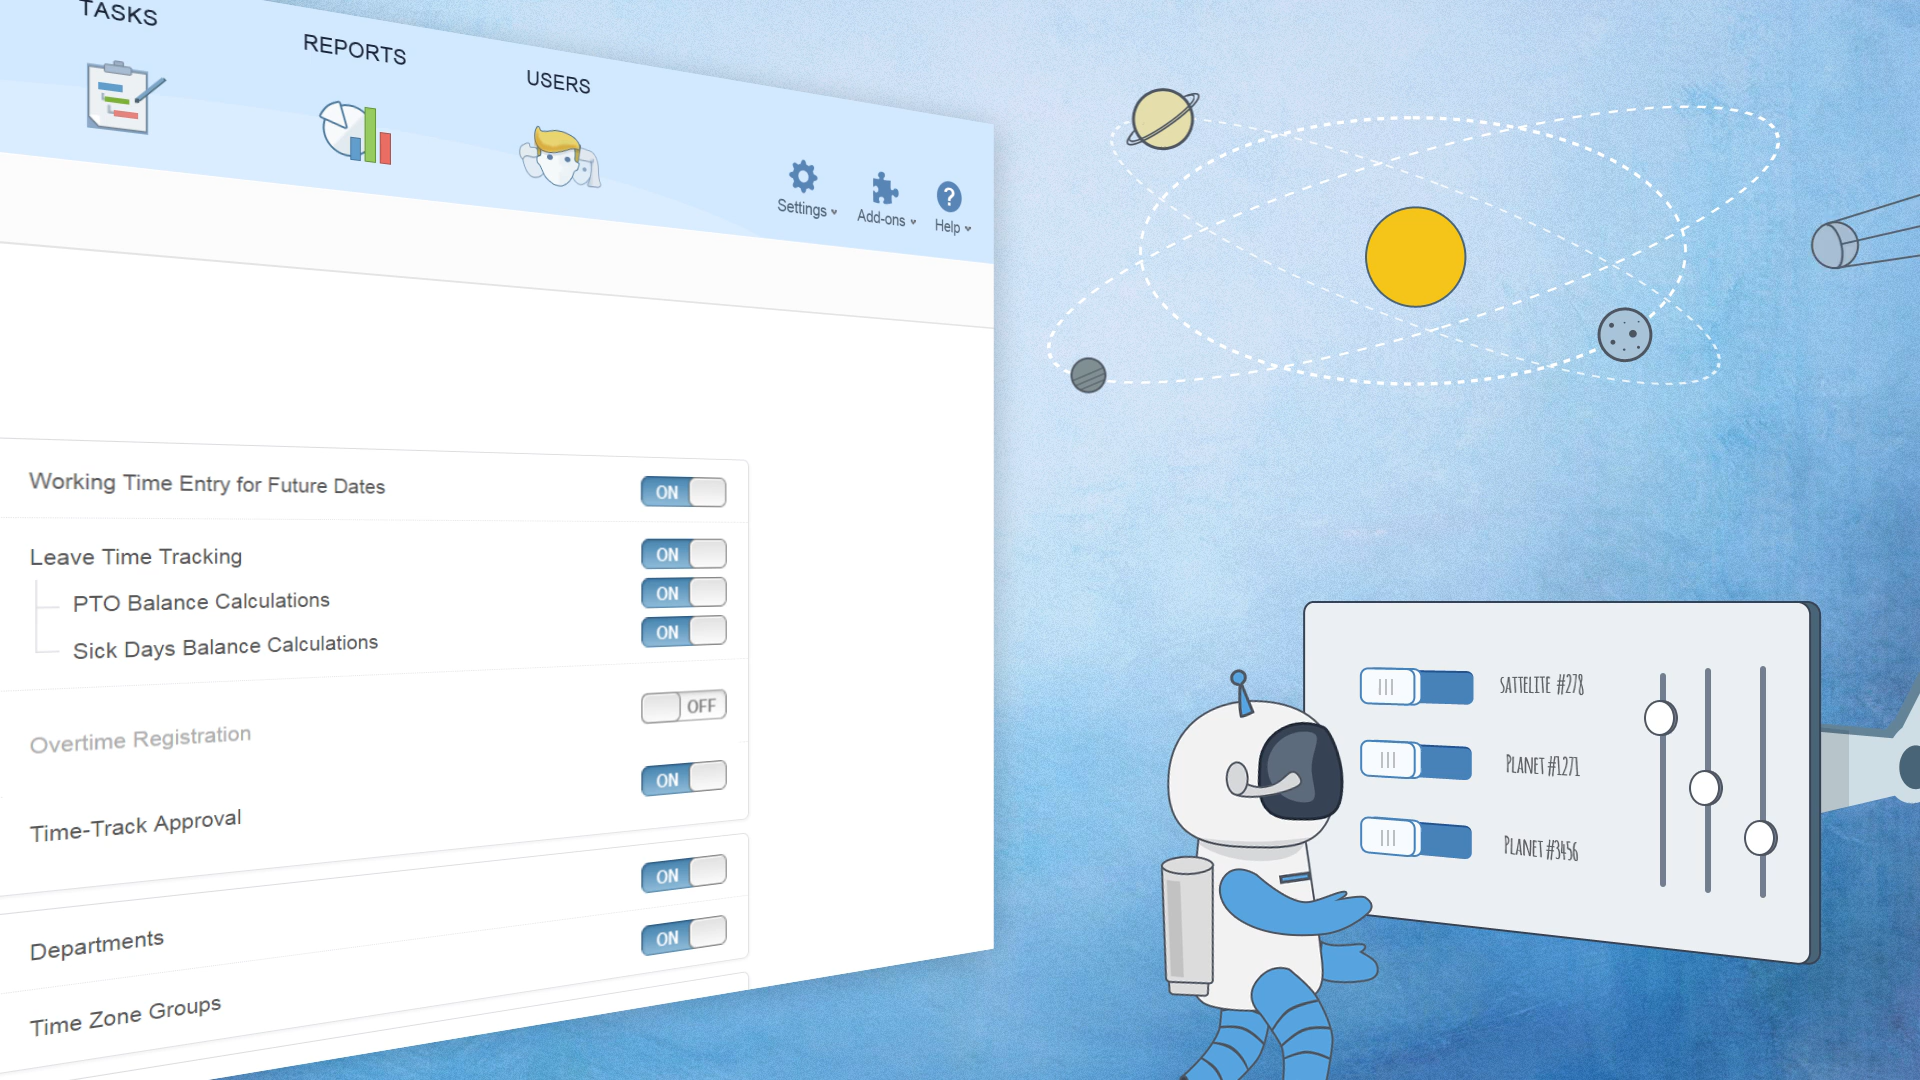 TASKS
REPORTS
USERS
Settings
Add-ons
Help
Working Time Entry for Future Dates
ON
Leave Time Tracking
ON
PTO Balance Calculations
ON
Sick Days Balance Calculations
ON
Overtime Registration
OFF
Time-Track Approval
ON
Departments
ON
Time Zone Groups
ON
SATTELITE #278
PLANET #1271
PLANET #3456